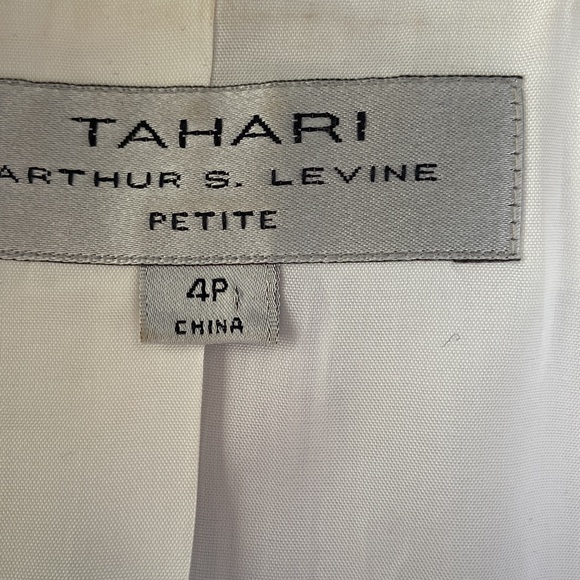 TAHARI
ARTHUR S. LEVINE
PETITE
4P
CHINA